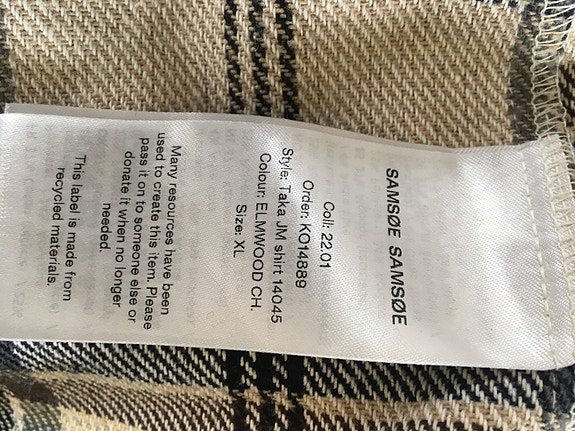 SAMSØE SAMSØE
Coll: 22.01
Order: KO14889
Style: Taka JM shirt 14045
Colour: ELMWOOD CH.
Size: XL
Many resources have been
used to create this item. Please
pass it on to someone else or
donate it when no longer
needed.
This label is made from
recycled materials.